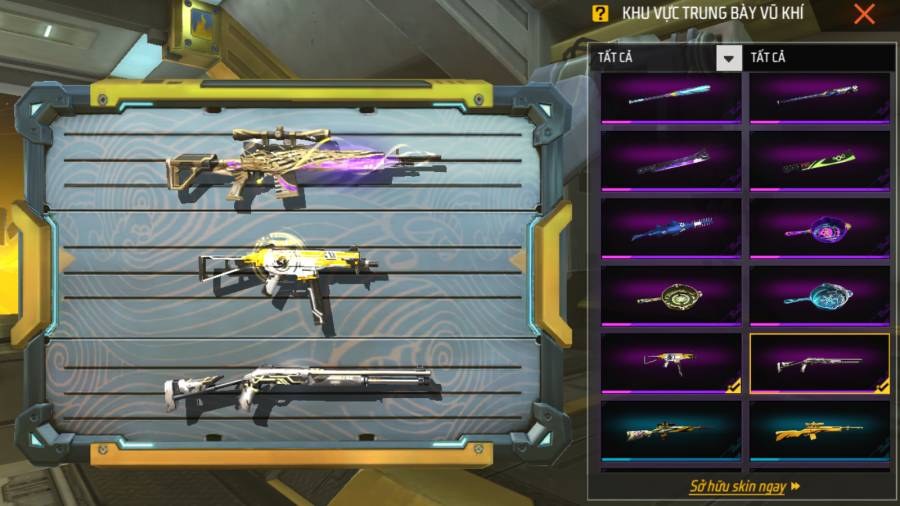 ? KHU VỰC TRƯNG BÀY VŨ KHÍ
TẤT CẢ TẤT CẢ
Sở hữu skin ngay